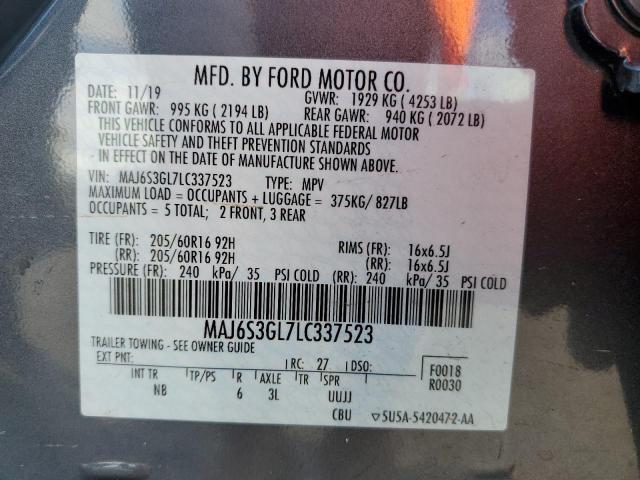 MFD. BY FORD MOTOR CO.
DATE: 11/19 GVWR: 1929 KG ( 4253 LB)
FRONT GAWR: 995 KG ( 2194 LB) REAR GAWR: 940 KG ( 2072 LB)
THIS VEHICLE CONFORMS TO ALL APPLICABLE FEDERAL MOTOR
VEHICLE SAFETY AND THEFT PREVENTION STANDARDS
IN EFFECT ON THE DATE OF MANUFACTURE SHOWN ABOVE.
VIN: MAJ6S3GL7LC337523 TYPE: MPV
MAXIMUM LOAD = OCCUPANTS + LUGGAGE = 375KG/ 827LB
OCCUPANTS = 5 TOTAL; 2 FRONT, 3 REAR
TIRE (FR): 205/60R16 92H RIMS (FR): 16x6.5J
(RR): 205/60R16 92H (RR): 16x6.5J
PRESSURE (FR): 240 kPa/ 35 PSI COLD (RR): 240 kPa/ 35 PSI COLD
MAJ6S3GL7LC337523
TRAILER TOWING - SEE OWNER GUIDE
EXT PNT: RC: 27 DSO: F0018
R0030
INT TR TP/PS R AXLE TR SPR
NB 6 3L UUJJ
CBU ▽5U5A-5420472-AA